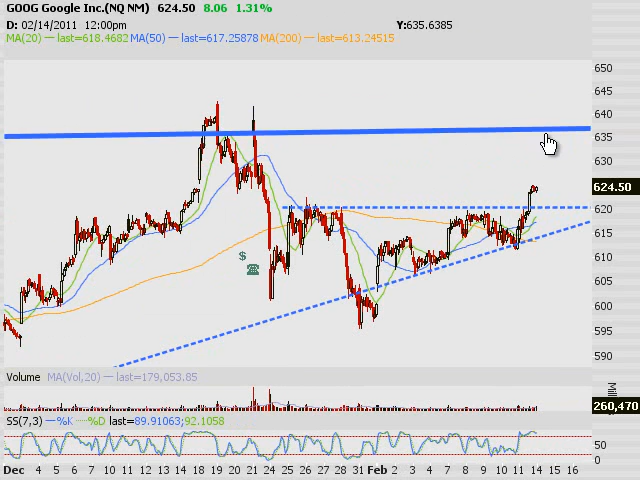 GOOG Google Inc.(NQ NM) 624.50 8.06 1.31%
D: 02/14/2011 12:00pm Y:635.6385
MA(20) — last=618.4682 MA(50) — last=617.25878 MA(200) — last=613.24515
650
645
640
635
630
624.50
620
615
610
605
600
595
590
$
Volume MA(Vol,20) — last=179,053.85
260,470
SS(7,3) —%K %D last=89.91063;92.1058
50
0
Dec 4 5 6 7 10 11 12 13 14 18 19 20 21 24 25 26 27 28 31 Feb 2 3 4 7 8 9 10 11 14 15 16